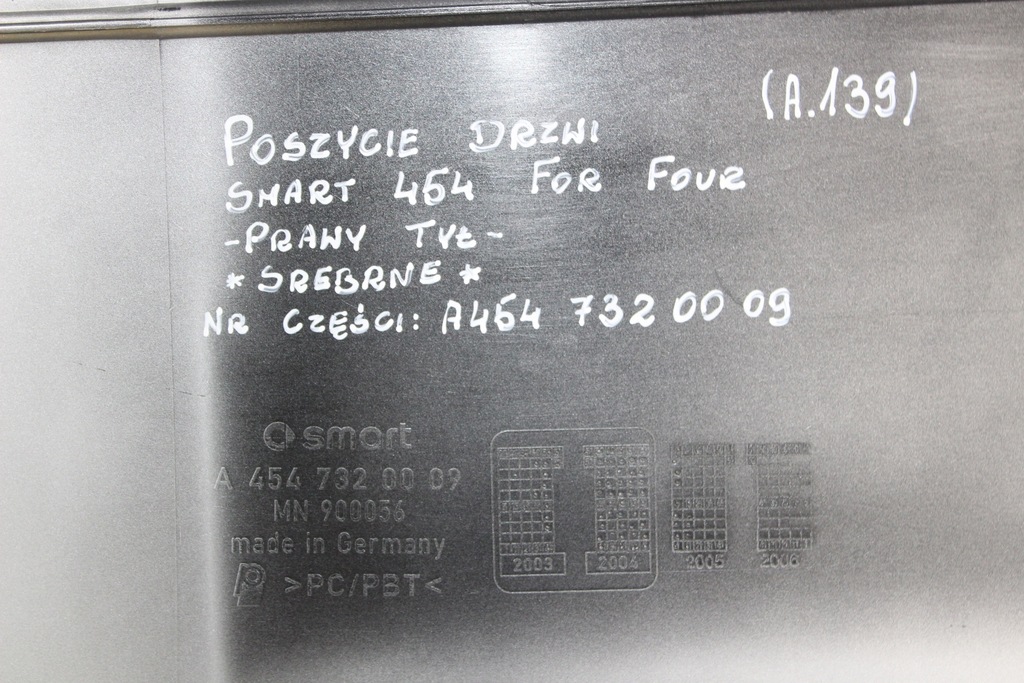 (A.139)
POSZYCIE DRZWI
SMART 454 FOR FOUR
-PRAWY TYŁ-
* SREBRNE *
NR CZĘŚCI: A454 732 00 09
smart
A 454 732 00 09
MN 900056
made in Germany
>PC/PBT<
2003 2004 2005 2006